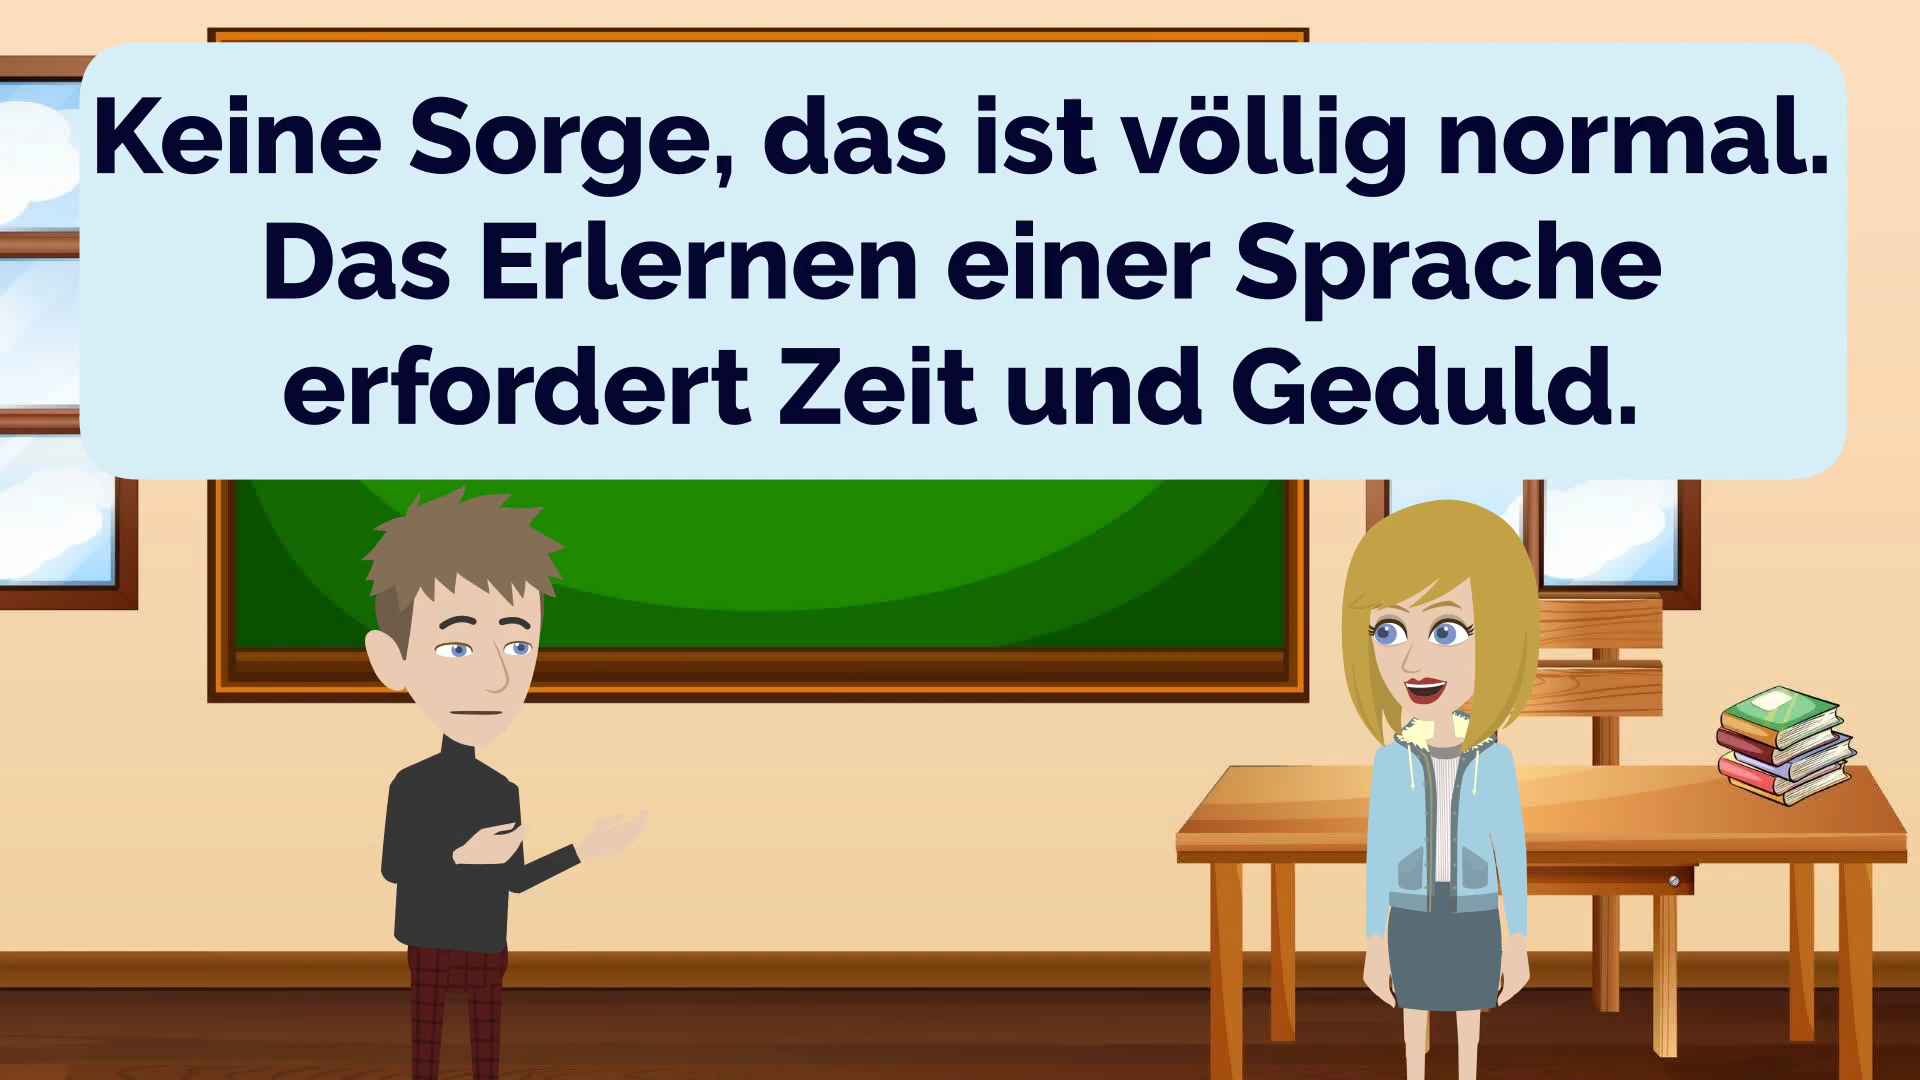 Keine Sorge, das ist völlig normal.
Das Erlernen einer Sprache
erfordert Zeit und Geduld.